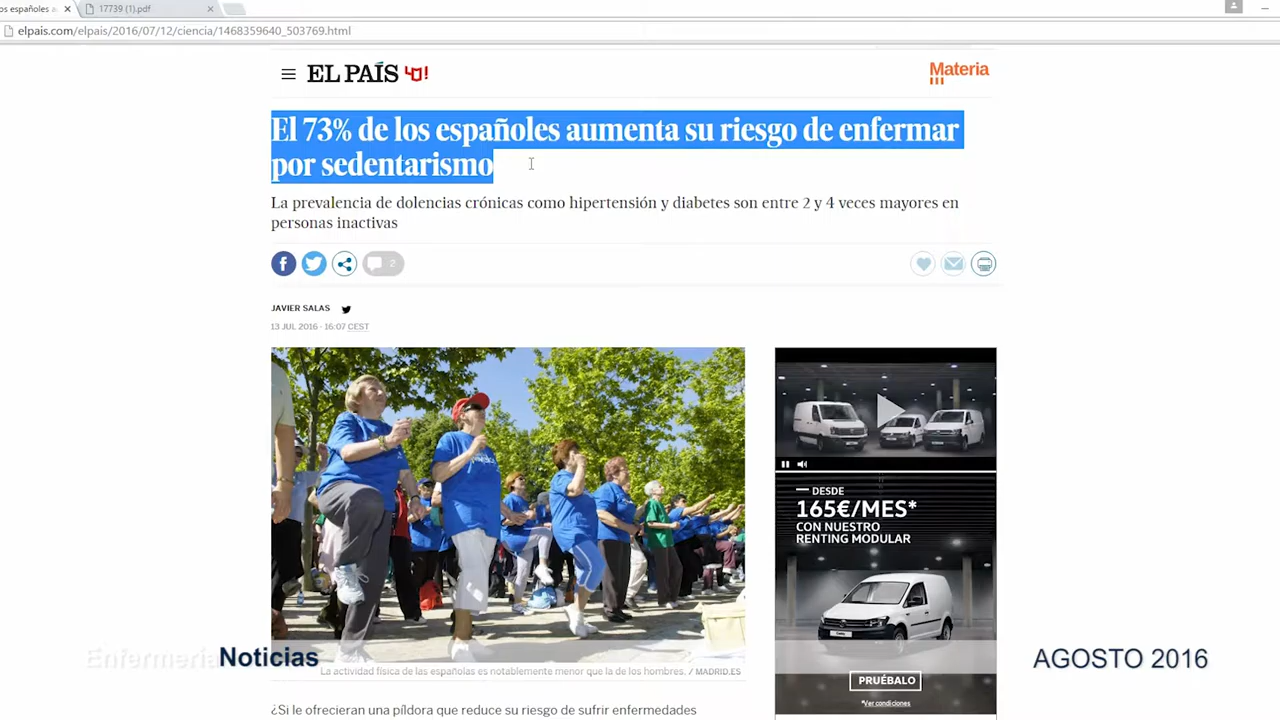 os españoles a
17739 (1).pdf
elpais.com/elpais/2016/07/12/ciencia/1468359640_503769.html
EL PAÍS
Materia
El 73% de los españoles aumenta su riesgo de enfermar
por sedentarismo
La prevalencia de dolencias crónicas como hipertensión y diabetes son entre 2 y 4 veces mayores en
personas inactivas
2
JAVIER SALAS
13 JUL 2016 - 16:07 CEST
DESDE
165€/MES*
CON NUESTRO
RENTING MODULAR
PRUÉBALO
*Ver condiciones
La actividad física de las españolas es notablemente menor que la de los hombres. / MADRID.ES
EnfermeriaNoticias
AGOSTO 2016
¿Si le ofrecieran una píldora que reduce su riesgo de sufrir enfermedades